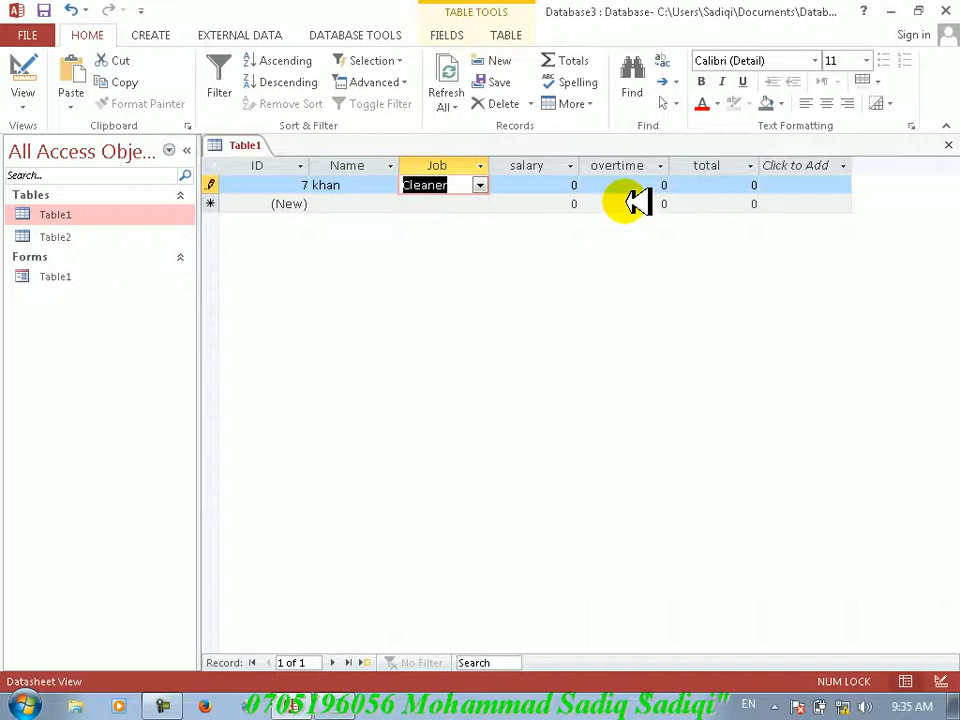 TABLE TOOLS
Database3 : Database- C:\Users\Sadiqi\Documents\Datab...
FILE HOME CREATE EXTERNAL DATA DATABASE TOOLS FIELDS TABLE Sign in
View
Views
Paste
Cut
Copy
Format Painter
Clipboard
Filter
Ascending
Descending
Remove Sort
Selection
Advanced
Toggle Filter
Sort & Filter
Refresh
All
New
Save
Delete
Totals
Spelling
More
Records
Find
ab
ac
Find
Calibri (Detail) 11
B I U
A
Text Formatting
All Access Obje...
Search...
Tables
Table1
Table2
Forms
Table1
Table1
ID Name Job salary overtime total Click to Add
7 khan Cleaner 0 0 0
(New) 0 0 0
Record: 1 of 1 No Filter Search
Datasheet View NUM LOCK
0705196056 Mohammad Sadiq Sadiqi"
EN 9:35 AM